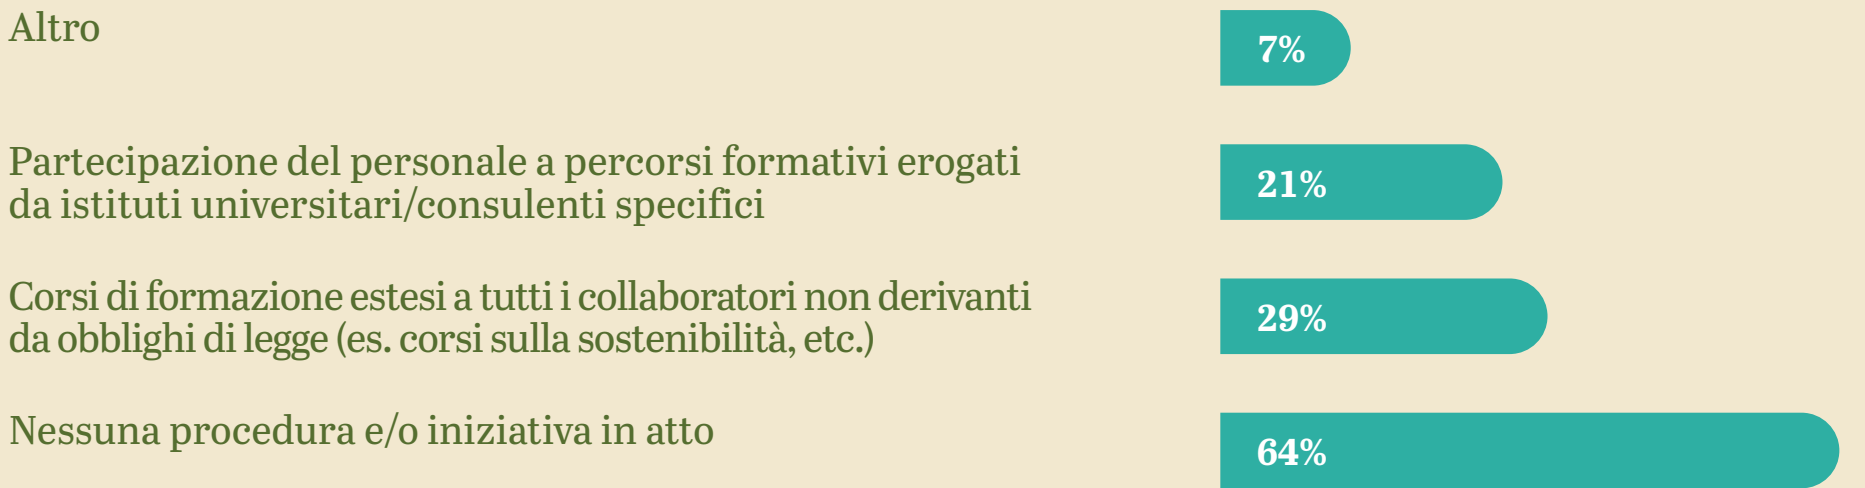 Altro
7%
Partecipazione del personale a percorsi formativi erogati
da istituti universitari/consulenti specifici
21%
Corsi di formazione estesi a tutti i collaboratori non derivanti
da obblighi di legge (es. corsi sulla sostenibilità, etc.)
29%
Nessuna procedura e/o iniziativa in atto
64%